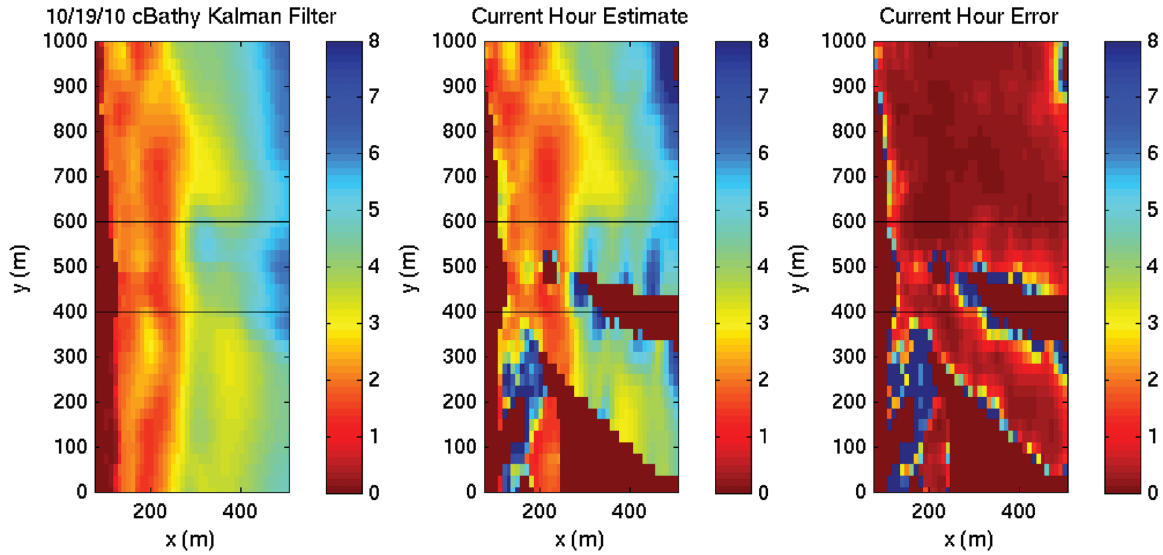 10/19/10 cBathy Kalman Filter
Current Hour Estimate
Current Hour Error
1000 900 800 700 600 500 400 300 200 100 0
y (m)
200 400
x (m)
8 7 6 5 4 3 2 1 0
1000 900 800 700 600 500 400 300 200 100 0
y (m)
200 400
x (m)
8 7 6 5 4 3 2 1 0
1000 900 800 700 600 500 400 300 200 100 0
y (m)
200 400
x (m)
8 7 6 5 4 3 2 1 0